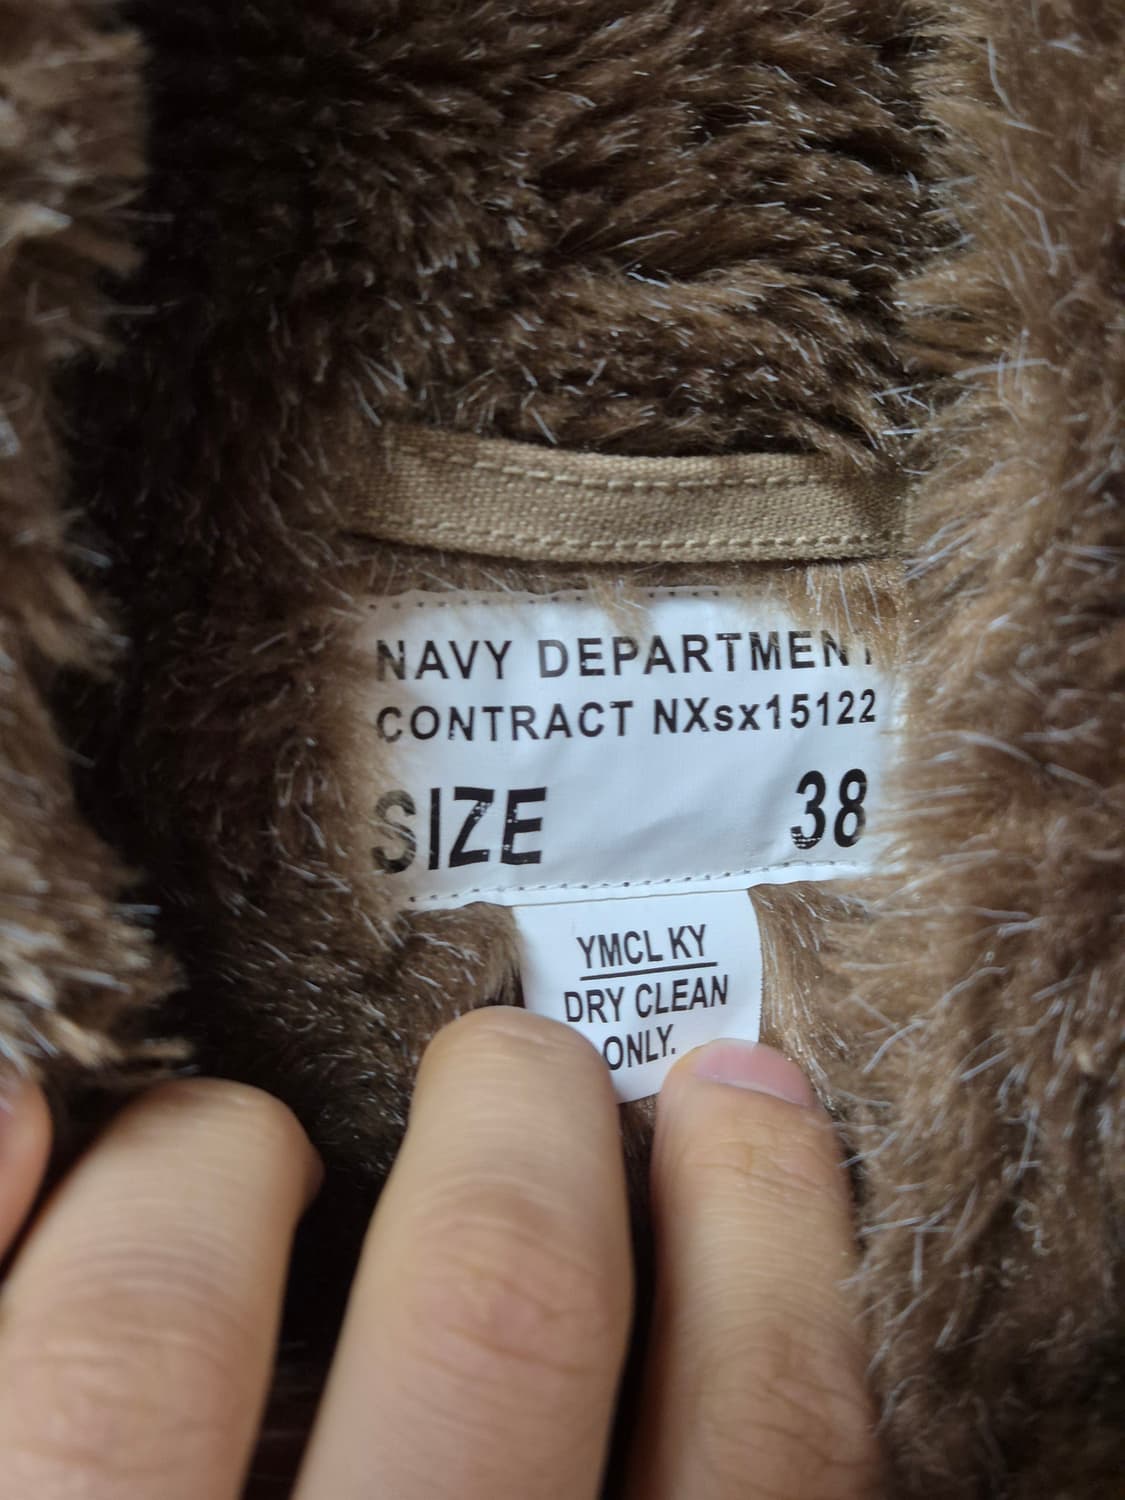 NAVY DEPARTMENT
CONTRACT NXsx15122
SIZE 38
YMCL KY
DRY CLEAN
ONLY.